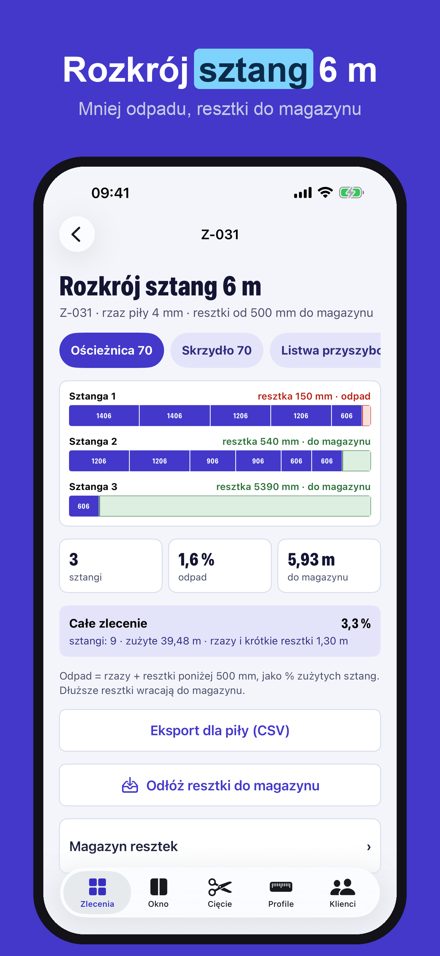 Rozkrój sztang 6 m
Mniej odpadu, resztki do magazynu
09:41
Z-031
Rozkrój sztang 6 m
Z-031 · rzaz piły 4 mm · resztki od 500 mm do magazynu
Ościeżnica 70 Skrzydło 70 Listwa przyszybo
Sztanga 1 resztka 150 mm · odpad
1406 1406 1206 1206 606
Sztanga 2 resztka 540 mm · do magazynu
1206 1206 906 906 606 606
Sztanga 3 resztka 5390 mm · do magazynu
606
3 1,6 % 5,93 m
sztangi odpad do magazynu
Całe zlecenie 3,3 %
sztangi: 9 · zużyte 39,48 m · rzazy i krótkie resztki 1,30 m
Odpad = rzazy + resztki poniżej 500 mm, jako % zużytych sztang.
Dłuższe resztki wracają do magazynu.
Eksport dla piły (CSV)
Odłóż resztki do magazynu
Magazyn resztek ›
Zlecenia Okno Cięcie Profile Klienci